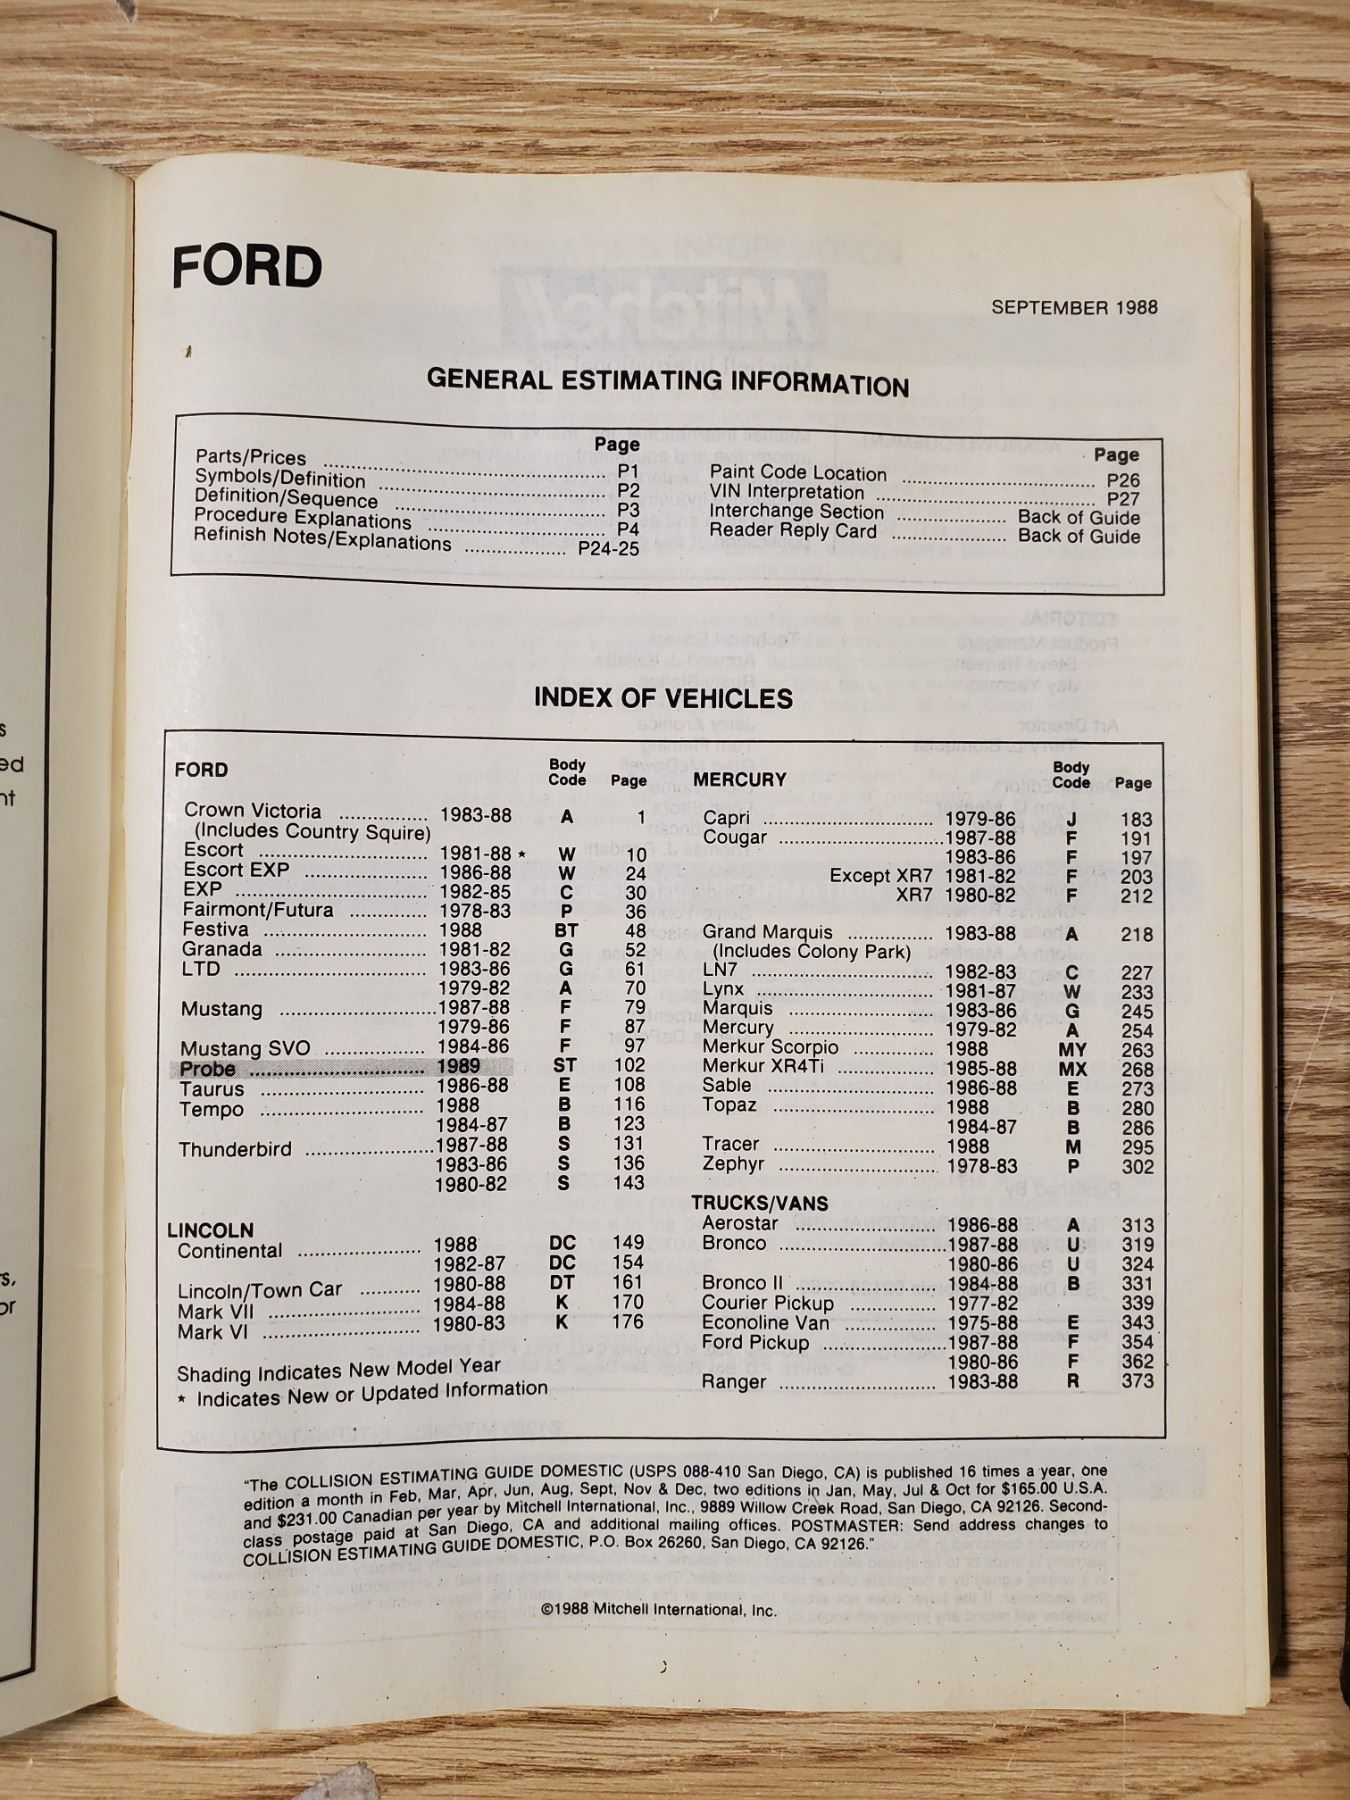 s
ed
nt
s,
or
FORD
SEPTEMBER 1988
GENERAL ESTIMATING INFORMATION
Page
Parts/Prices ........................ P1
Symbols/Definition ........................ P2
Definition/Sequence ........................ P3
Procedure Explanations ........................ P4
Refinish Notes/Explanations ................ P24-25
Page
Paint Code Location ........................ P26
VIN Interpretation ........................ P27
Interchange Section ................ Back of Guide
Reader Reply Card ................ Back of Guide
INDEX OF VEHICLES
FORD Body Code Page
Crown Victoria ............ 1983-88 A 1
(Includes Country Squire)
Escort ............ 1981-88 * W 10
Escort EXP ............ 1986-88 W 24
EXP ............ 1982-85 C 30
Fairmont/Futura ............ 1978-83 P 36
Festiva ............ 1988 BT 48
Granada ............ 1981-82 G 52
LTD ............ 1983-86 G 61
1979-82 A 70
Mustang ............ 1987-88 F 79
1979-86 F 87
Mustang SVO ............ 1984-86 F 97
Probe ............ 1989 ST 102
Taurus ............ 1986-88 E 108
Tempo ............ 1988 B 116
1984-87 B 123
Thunderbird ............ 1987-88 S 131
1983-86 S 136
1980-82 S 143
LINCOLN
Continental ............ 1988 DC 149
1982-87 DC 154
Lincoln/Town Car ............ 1980-88 DT 161
Mark VII ............ 1984-88 K 170
Mark VI ............ 1980-83 K 176
Shading Indicates New Model Year
* Indicates New or Updated Information
MERCURY Body Code Page
Capri ............ 1979-86 J 183
Cougar ............ 1987-88 F 191
1983-86 F 197
Except XR7 1981-82 F 203
XR7 1980-82 F 212
Grand Marquis ............ 1983-88 A 218
(Includes Colony Park)
LN7 ............ 1982-83 C 227
Lynx ............ 1981-87 W 233
Marquis ............ 1983-86 G 245
Mercury ............ 1979-82 A 254
Merkur Scorpio ............ 1988 MY 263
Merkur XR4Ti ............ 1985-88 MX 268
Sable ............ 1986-88 E 273
Topaz ............ 1988 B 280
1984-87 B 286
Tracer ............ 1988 M 295
Zephyr ............ 1978-83 P 302
TRUCKS/VANS
Aerostar ............ 1986-88 A 313
Bronco ............ 1987-88 U 319
1980-86 U 324
Bronco II ............ 1984-88 B 331
Courier Pickup ............ 1977-82 339
Econoline Van ............ 1975-88 E 343
Ford Pickup ............ 1987-88 F 354
1980-86 F 362
Ranger ............ 1983-88 R 373
"The COLLISION ESTIMATING GUIDE DOMESTIC (USPS 088-410 San Diego, CA) is published 16 times a year, one
edition a month in Feb, Mar, Apr, Jun, Aug, Sept, Nov & Dec, two editions in Jan, May, Jul & Oct for $165.00 U.S.A.
and $231.00 Canadian per year by Mitchell International, Inc., 9889 Willow Creek Road, San Diego, CA 92126. Second-
class postage paid at San Diego, CA and additional mailing offices. POSTMASTER: Send address changes to
COLLISION ESTIMATING GUIDE DOMESTIC, P.O. Box 26260, San Diego, CA 92126."
©1988 Mitchell International, Inc.